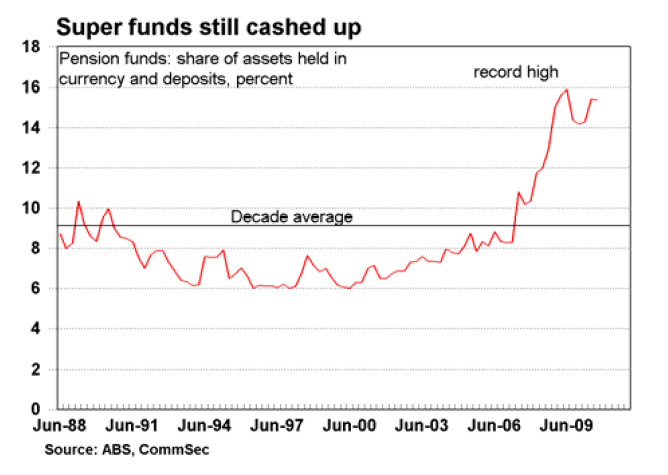 Super funds still cashed up
18
Pension funds: share of assets held in
currency and deposits, percent
record high
16
14
12
10
Decade average
8
6
4
2
0
Jun-88 Jun-91 Jun-94 Jun-97 Jun-00 Jun-03 Jun-06 Jun-09
Source: ABS, CommSec